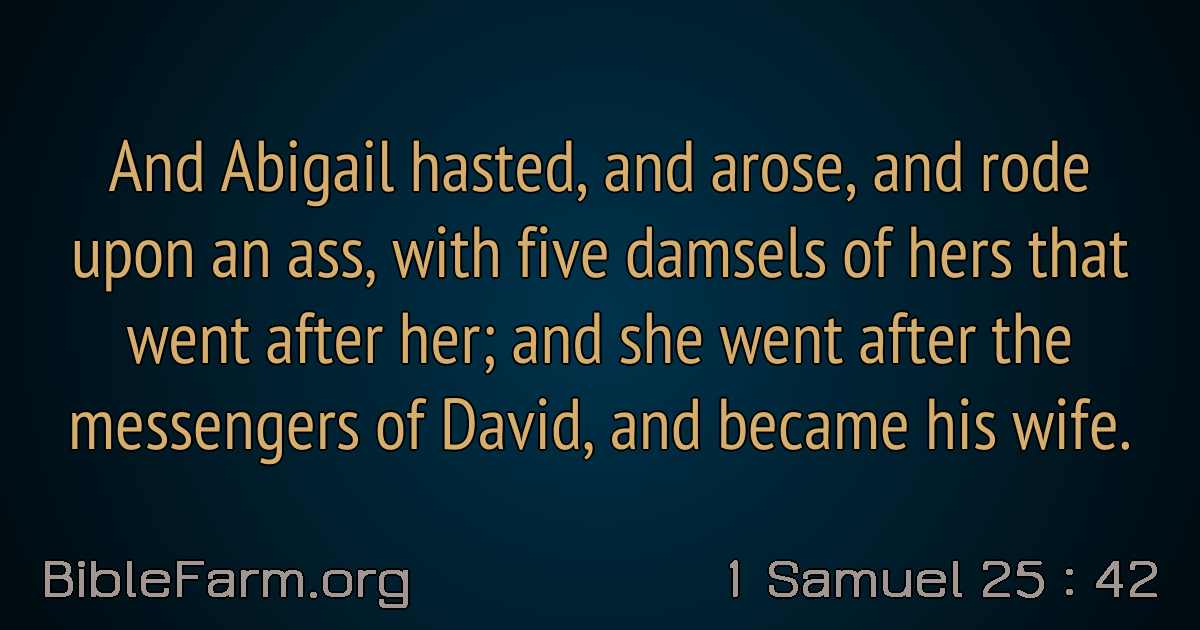 And Abigail hasted, and arose, and rode
upon an ass, with five damsels of hers that
went after her; and she went after the
messengers of David, and became his wife.
BibleFarm.org
1 Samuel 25 : 42